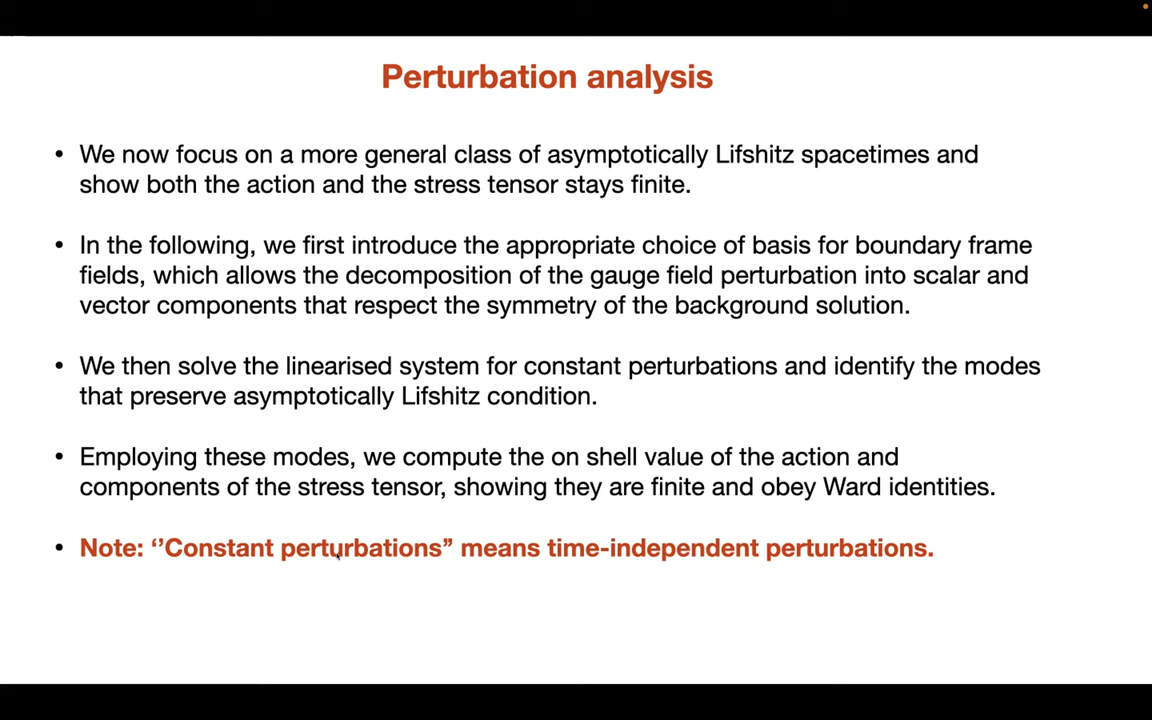 Perturbation analysis
• We now focus on a more general class of asymptotically Lifshitz spacetimes and
show both the action and the stress tensor stays finite.
• In the following, we first introduce the appropriate choice of basis for boundary frame
fields, which allows the decomposition of the gauge field perturbation into scalar and
vector components that respect the symmetry of the background solution.
• We then solve the linearised system for constant perturbations and identify the modes
that preserve asymptotically Lifshitz condition.
• Employing these modes, we compute the on shell value of the action and
components of the stress tensor, showing they are finite and obey Ward identities.
• Note: ‘’Constant perturbations” means time-independent perturbations.